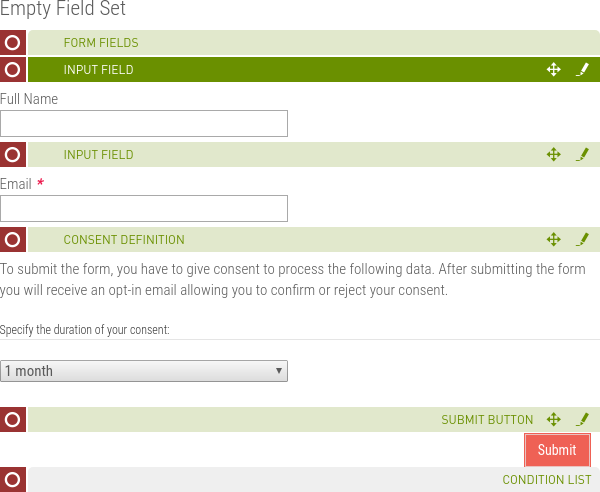 Empty Field Set
FORM FIELDS
INPUT FIELD
Full Name
INPUT FIELD
Email *
CONSENT DEFINITION
To submit the form, you have to give consent to process the following data. After submitting the form
you will receive an opt-in email allowing you to confirm or reject your consent.
Specify the duration of your consent:
1 month
SUBMIT BUTTON
Submit
CONDITION LIST